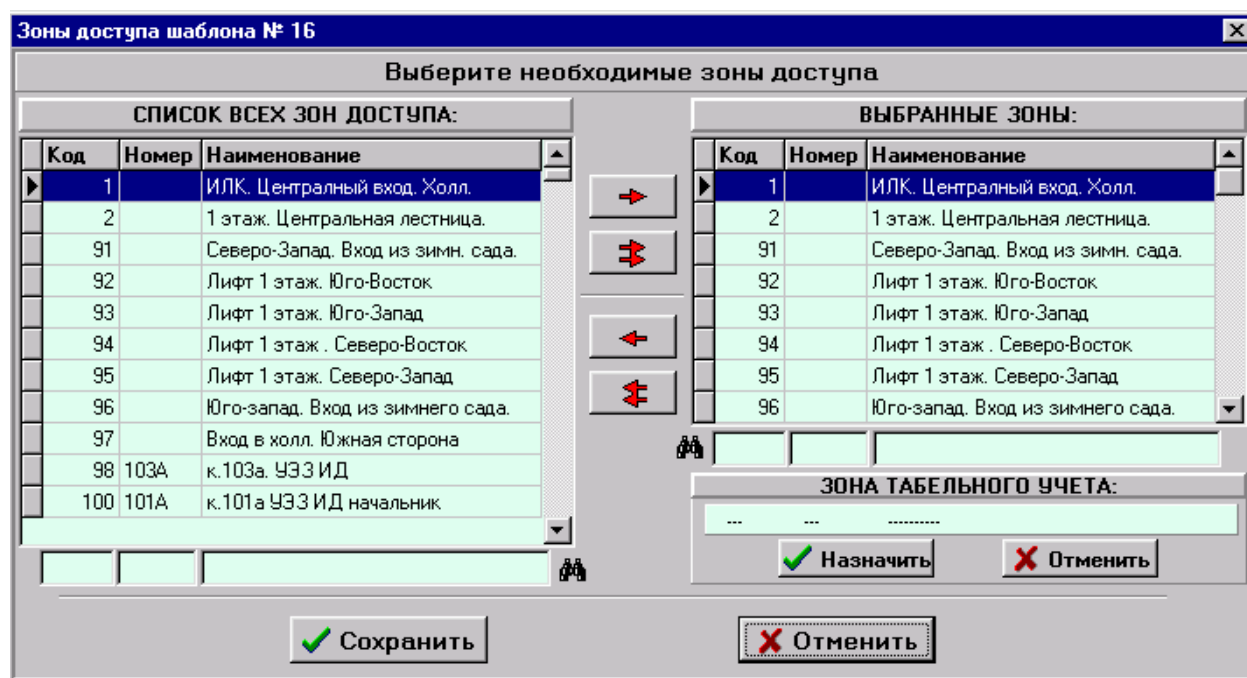 Зоны доступа шаблона № 16
Выберите необходимые зоны доступа
СПИСОК ВСЕХ ЗОН ДОСТУПА:
Код Номер Наименование
1 ИЛК. Централный вход. Холл.
2 1 этаж. Центральная лестница.
91 Северо-Запад. Вход из зимн. сада.
92 Лифт 1 этаж. Юго-Восток
93 Лифт 1 этаж. Юго-Запад
94 Лифт 1 этаж . Северо-Восток
95 Лифт 1 этаж. Северо-Запад
96 Юго-запад. Вход из зимнего сада.
97 Вход в холл. Южная сторона
98 103А к.103а. УЭЗ ИД
100 101А к.101а УЭЗ ИД начальник
ВЫБРАННЫЕ ЗОНЫ:
Код Номер Наименование
1 ИЛК. Централный вход. Холл.
2 1 этаж. Центральная лестница.
91 Северо-Запад. Вход из зимн. сада.
92 Лифт 1 этаж. Юго-Восток
93 Лифт 1 этаж. Юго-Запад
94 Лифт 1 этаж . Северо-Восток
95 Лифт 1 этаж. Северо-Запад
96 Юго-запад. Вход из зимнего сада.
ЗОНА ТАБЕЛЬНОГО УЧЕТА:
--- --- ----------
Назначить Отменить
Сохранить Отменить